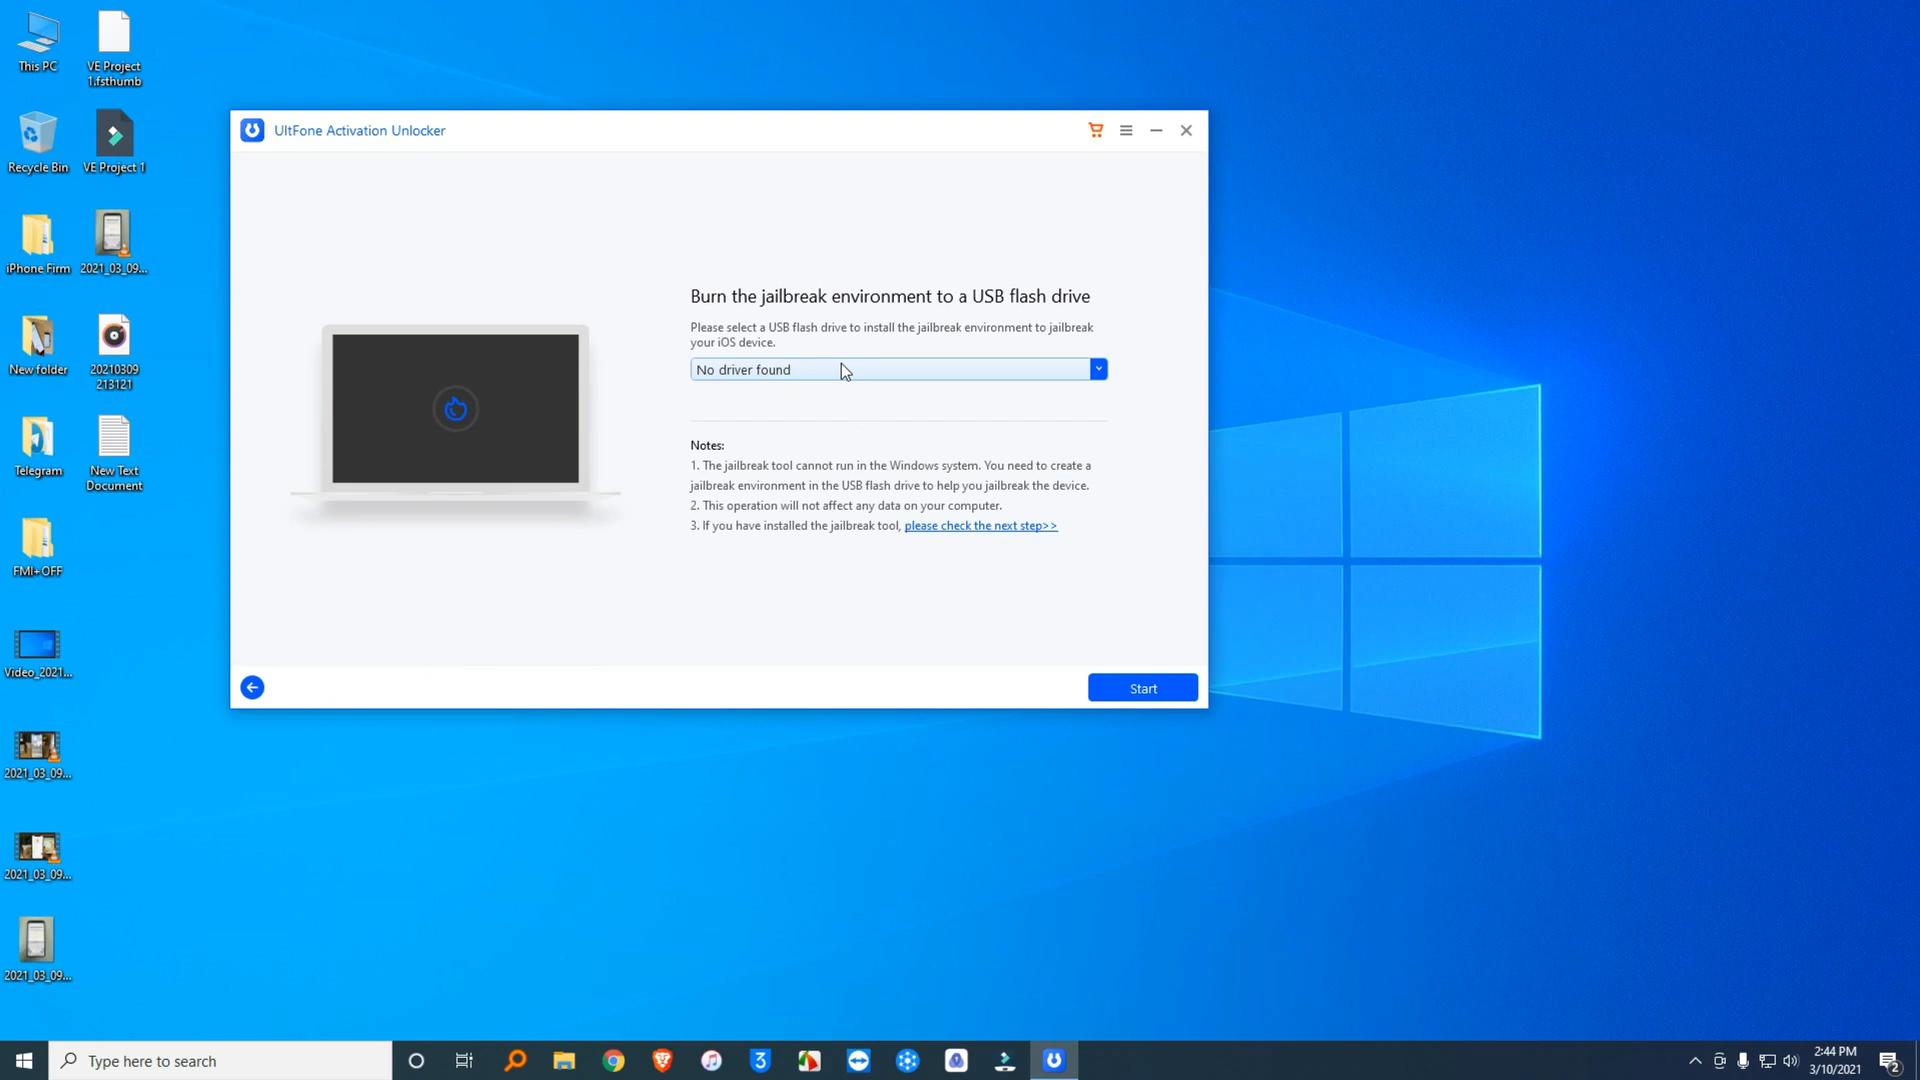 This PC
VE Project
1.fsthumb
Recycle Bin
VE Project 1
iPhone Firm
2021_03_09...
New folder
20210309
213121
Telegram
New Text
Document
FMI+OFF
Video_2021...
2021_03_09...
2021_03_09...
2021_03_09...
UltFone Activation Unlocker
Burn the jailbreak environment to a USB flash drive
Please select a USB flash drive to install the jailbreak environment to jailbreak
your iOS device.
No driver found
Notes:
1. The jailbreak tool cannot run in the Windows system. You need to create a
jailbreak environment in the USB flash drive to help you jailbreak the device.
2. This operation will not affect any data on your computer.
3. If you have installed the jailbreak tool, please check the next step>>
Start
Type here to search
3
2:44 PM
3/10/2021
2